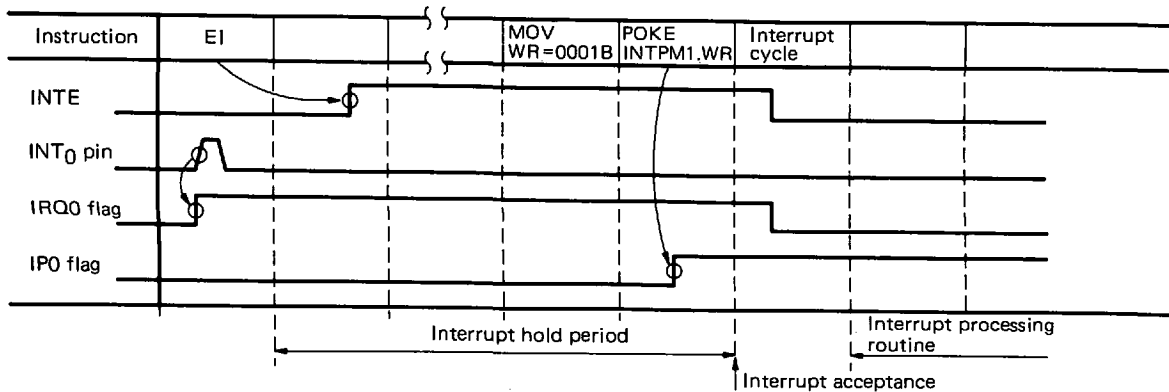 Instruction
EI
MOV
WR=0001B
POKE
INTPM1.WR
Interrupt
cycle
INTE
INT0 pin
IRQ0 flag
IP0 flag
Interrupt hold period
Interrupt processing
routine
Interrupt acceptance